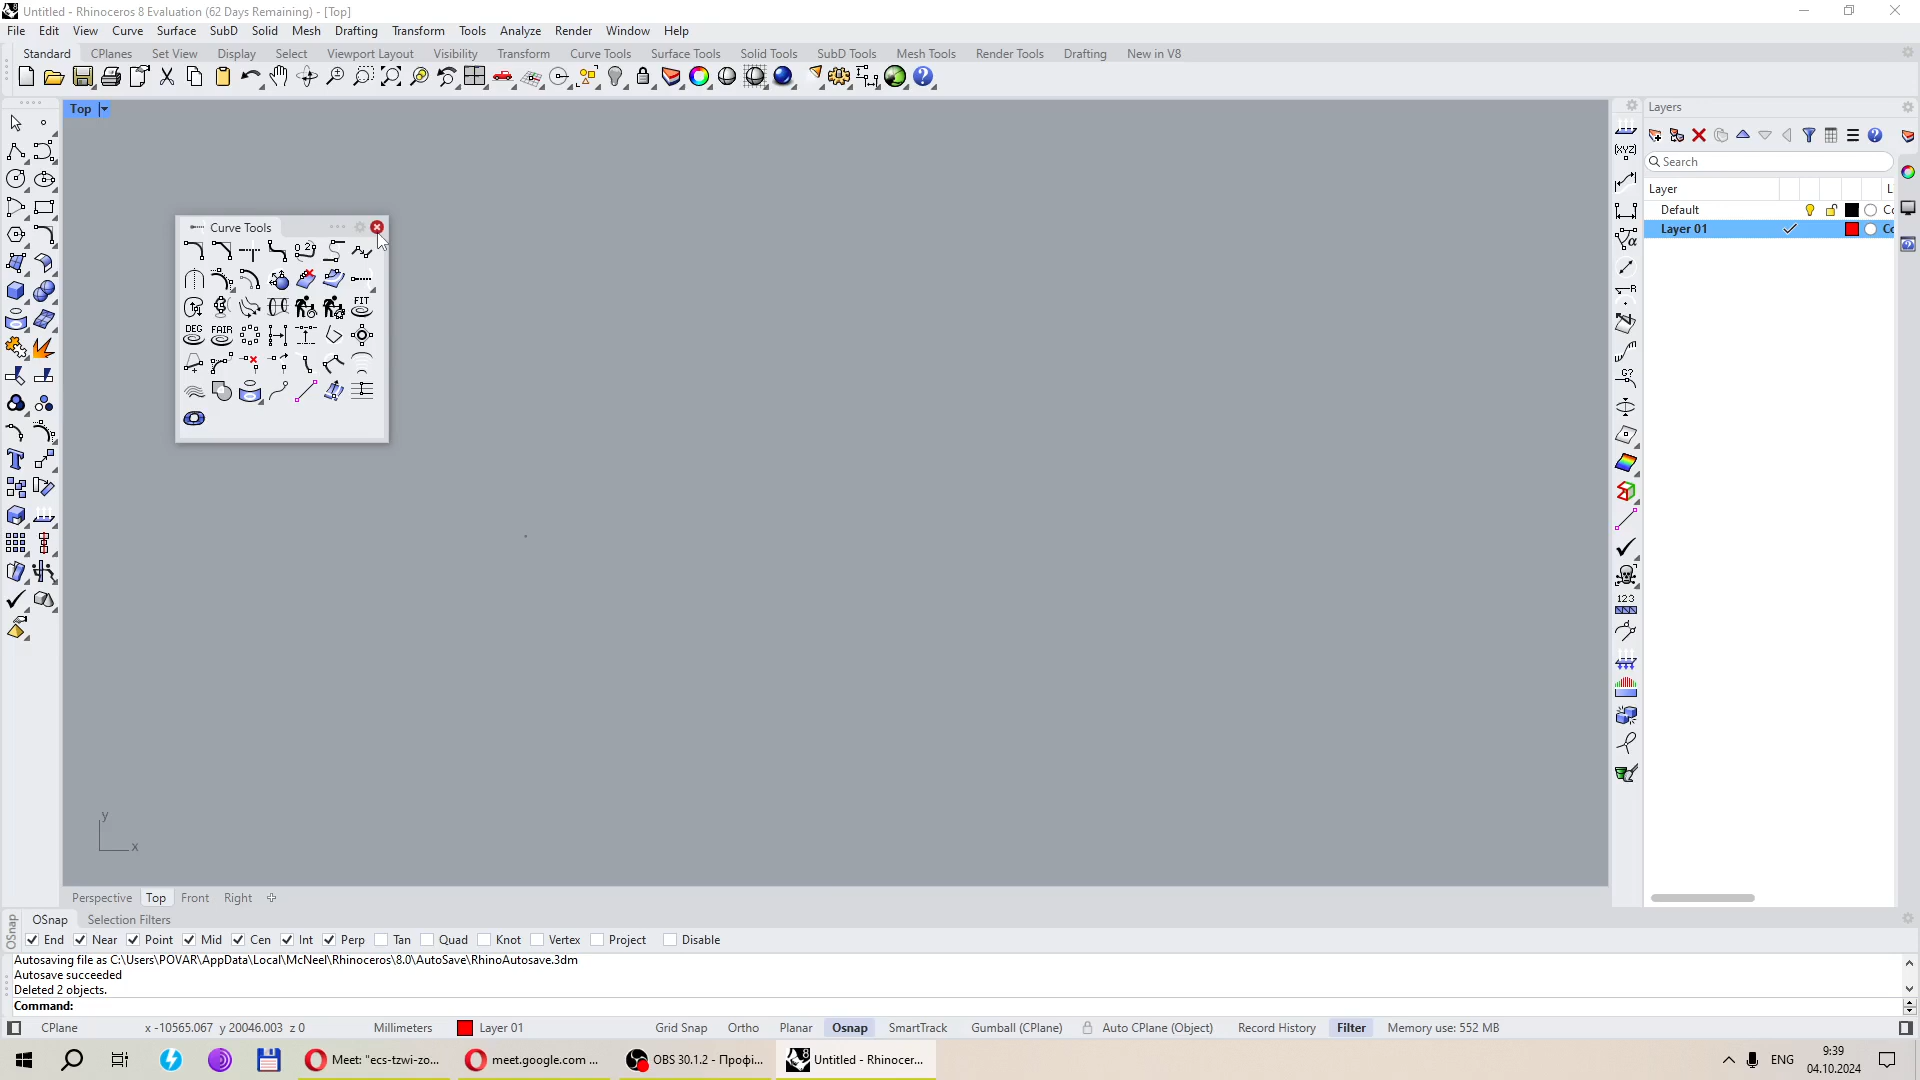 Untitled - Rhinoceros 8 Evaluation (62 Days Remaining) - [Top]
File Edit View Curve Surface SubD Solid Mesh Drafting Transform Tools Analyze Render Window Help
Standard CPlanes Set View Display Select Viewport Layout Visibility Transform Curve Tools Surface Tools Solid Tools SubD Tools Mesh Tools Render Tools Drafting New in V8
Top
Layers
Search
Layer L
Default Cc
Layer 01 Cc
Curve Tools
FIT
DEG FAIR
(XYZ)
R
G?
123
y
x
Perspective Top Front Right
OSnap
OSnap Selection Filters
End Near Point Mid Cen Int Perp Tan Quad Knot Vertex Project Disable
Autosaving file as C:\Users\POVAR\AppData\Local\McNeel\Rhinoceros\8.0\AutoSave\RhinoAutosave.3dm
Autosave succeeded
Deleted 2 objects.
Command:
CPlane x -10565.067 y 20046.003 z 0 Millimeters Layer 01 Grid Snap Ortho Planar Osnap SmartTrack Gumball (CPlane) Auto CPlane (Object) Record History Filter Memory use: 552 MB
Meet: "ecs-tzwi-zo... meet.google.com ... OBS 30.1.2 - Профі... Untitled - Rhinocer... ENG 9:39
04.10.2024